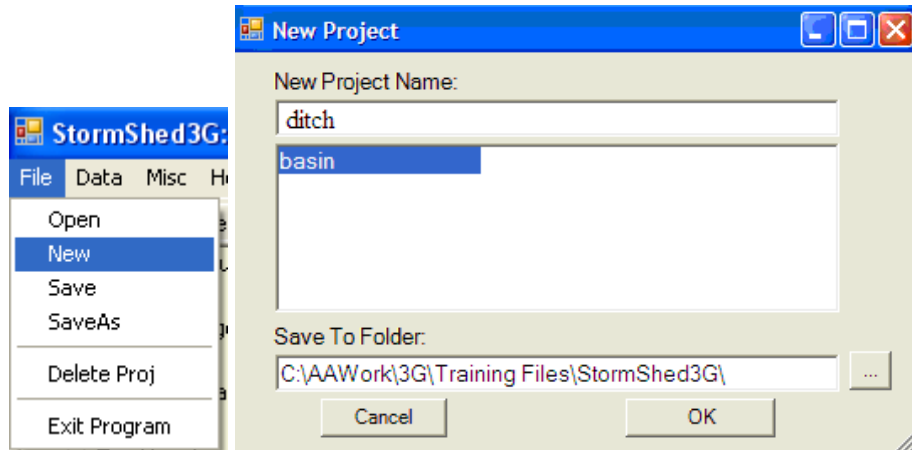 StormShed3G:
File Data Misc H
Open
New
Save
SaveAs
Delete Proj
Exit Program
New Project
New Project Name:
ditch
basin
Save To Folder:
C:\AAWork\3G\Training Files\StormShed3G\
...
Cancel OK